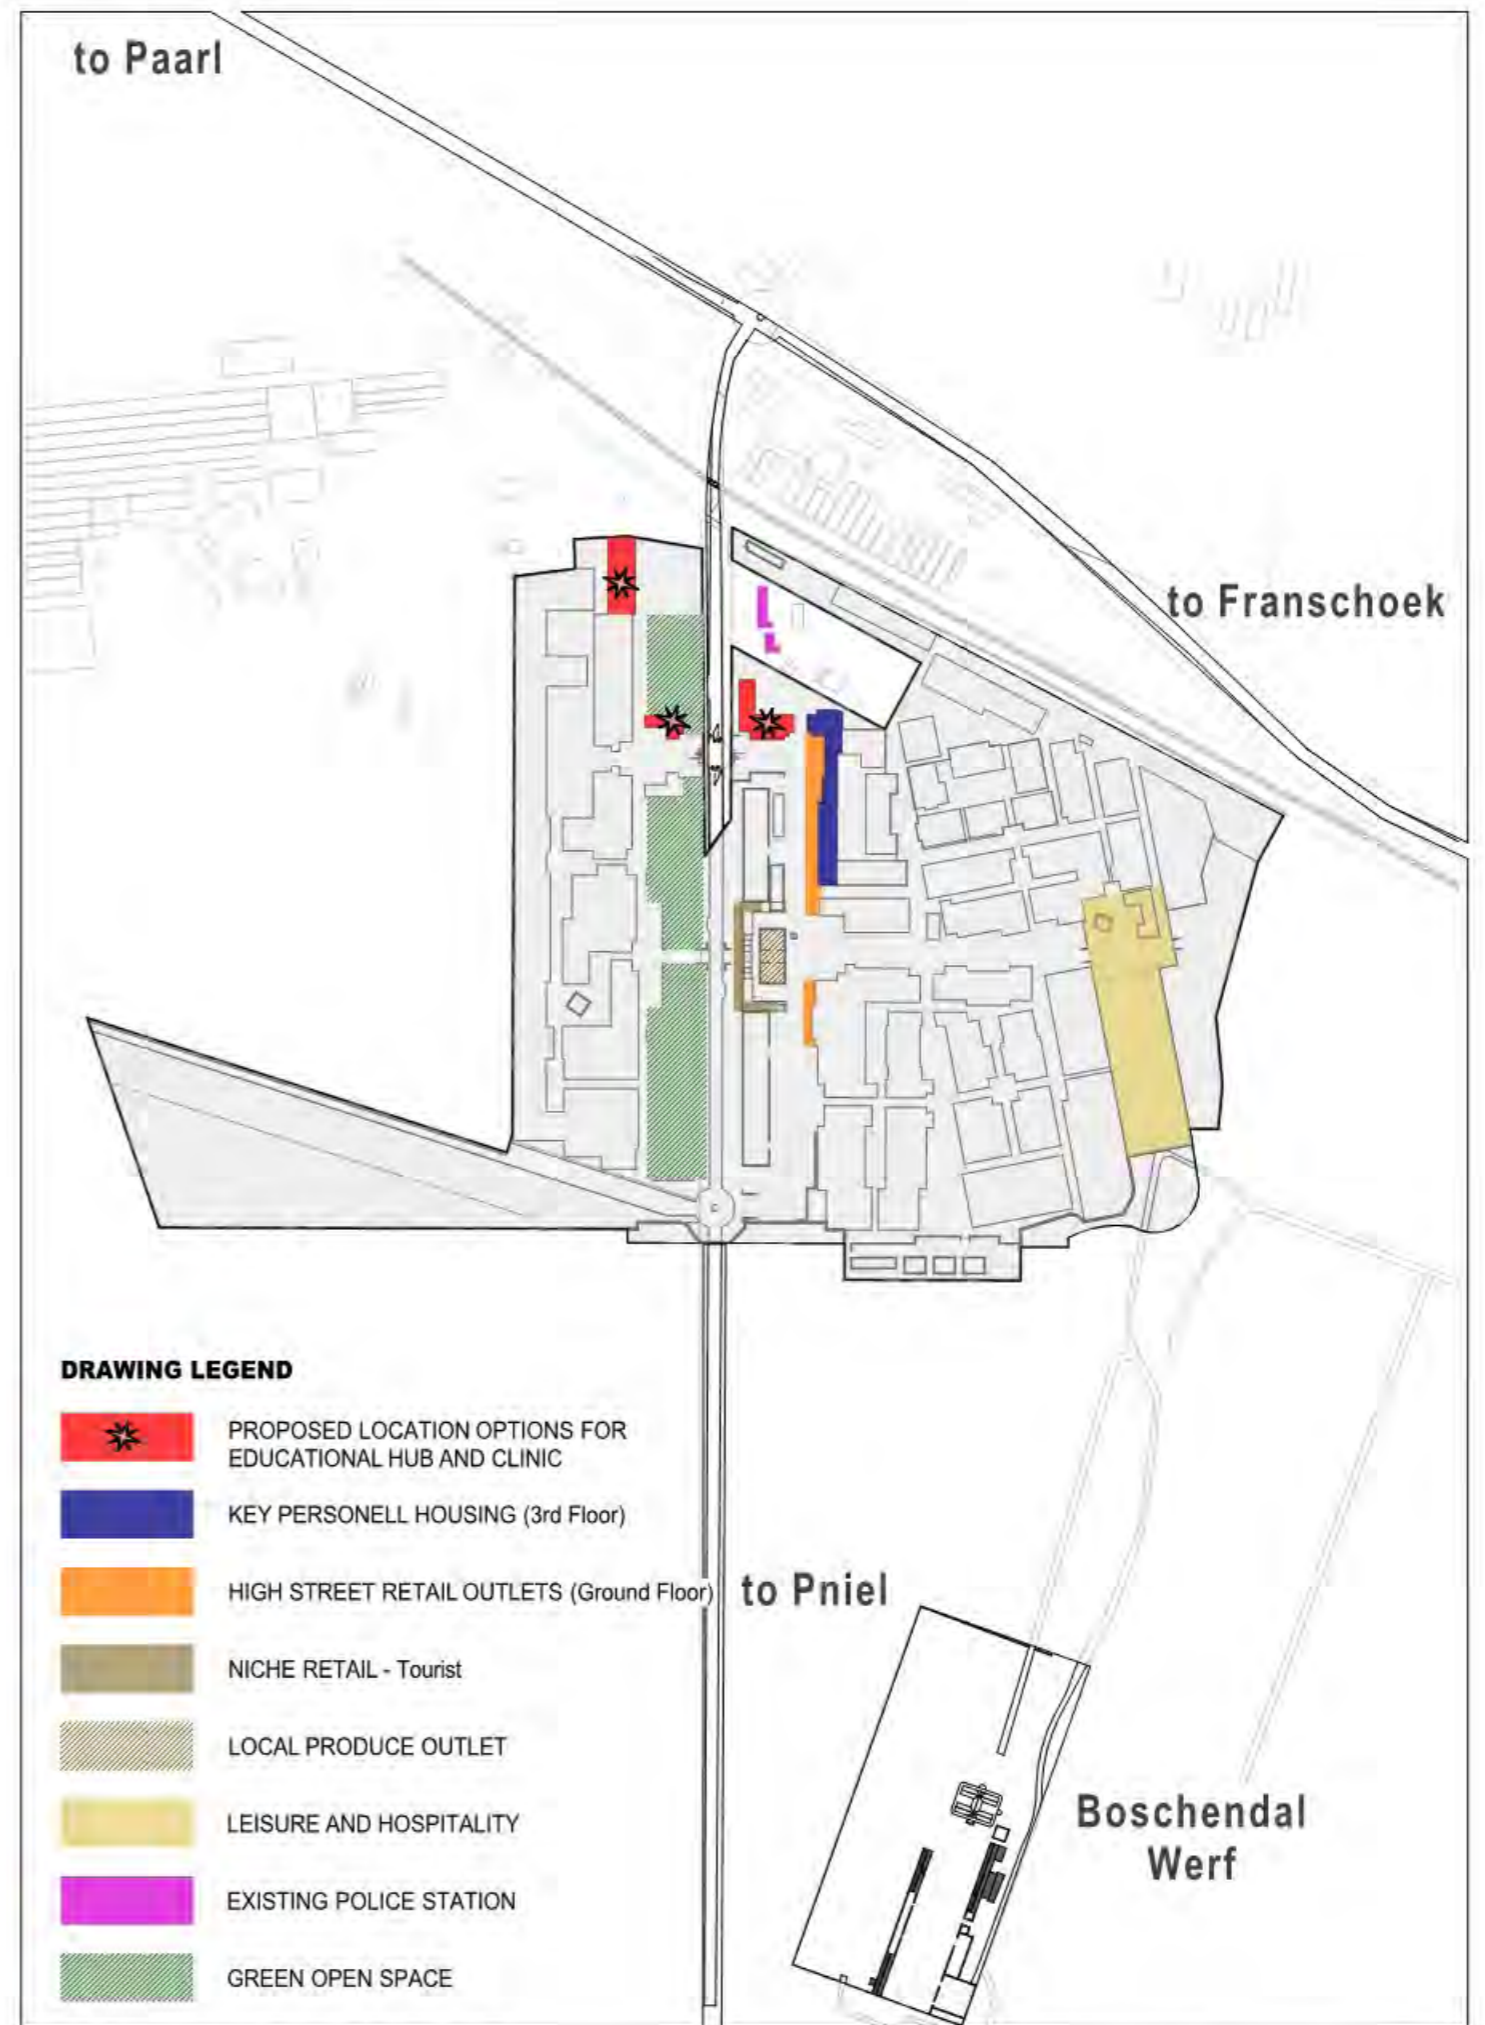 to Paarl
to Franschoek
DRAWING LEGEND
PROPOSED LOCATION OPTIONS FOR
EDUCATIONAL HUB AND CLINIC
KEY PERSONELL HOUSING (3rd Floor)
HIGH STREET RETAIL OUTLETS (Ground Floor)
NICHE RETAIL - Tourist
LOCAL PRODUCE OUTLET
LEISURE AND HOSPITALITY
EXISTING POLICE STATION
GREEN OPEN SPACE
to Pniel
Boschendal
Werf